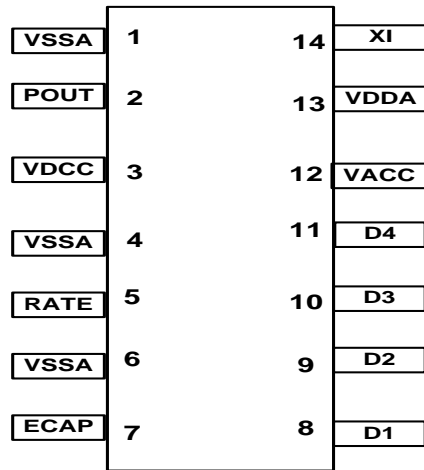 VSSA 1 14 XI
POUT 2 13 VDDA
VDCC 3 12 VACC
VSSA 4 11 D4
RATE 5 10 D3
VSSA 6 9 D2
ECAP 7 8 D1